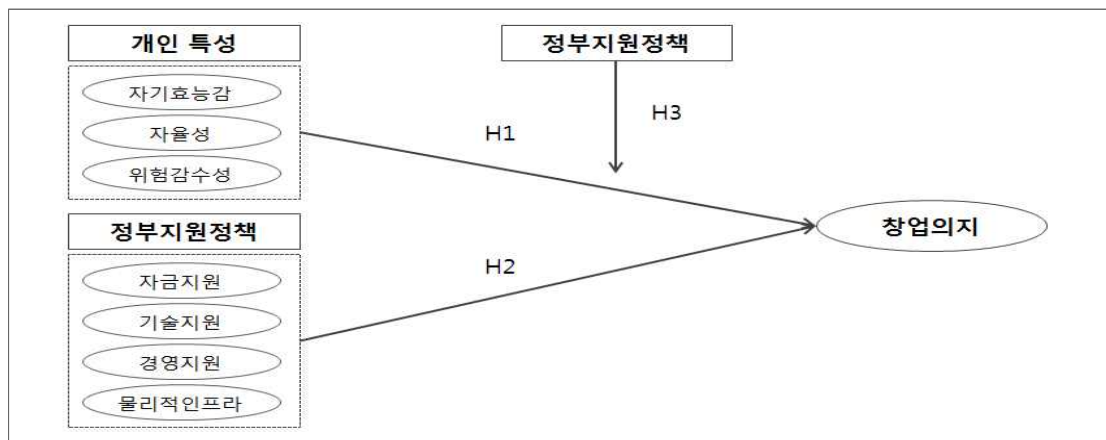 개인 특성
자기효능감
자율성
위험감수성
정부지원정책
자금지원
기술지원
경영지원
물리적인프라
정부지원정책
H1
H3
H2
창업의지